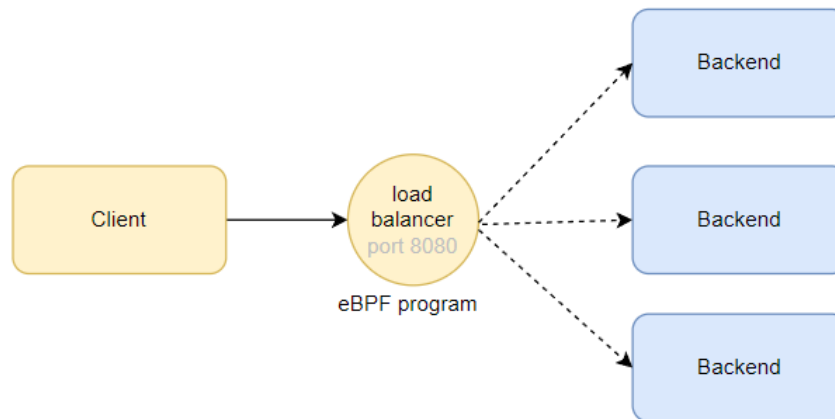 Backend
Client
load
balancer
port 8080
eBPF program
Backend
Backend